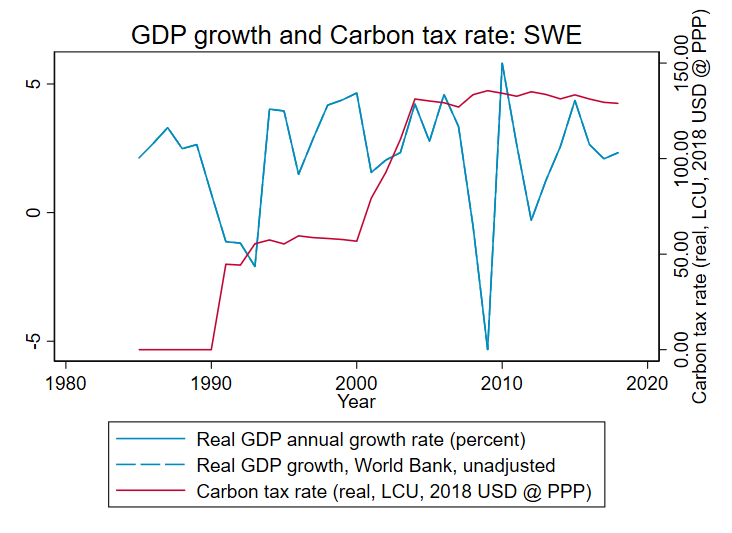 GDP growth and Carbon tax rate: SWE
5
0
-5
150.00
100.00
50.00
0.00
Carbon tax rate (real, LCU, 2018 USD @ PPP)
1980
1990
2000
2010
2020
Year
Real GDP annual growth rate (percent)
Real GDP growth, World Bank, unadjusted
Carbon tax rate (real, LCU, 2018 USD @ PPP)